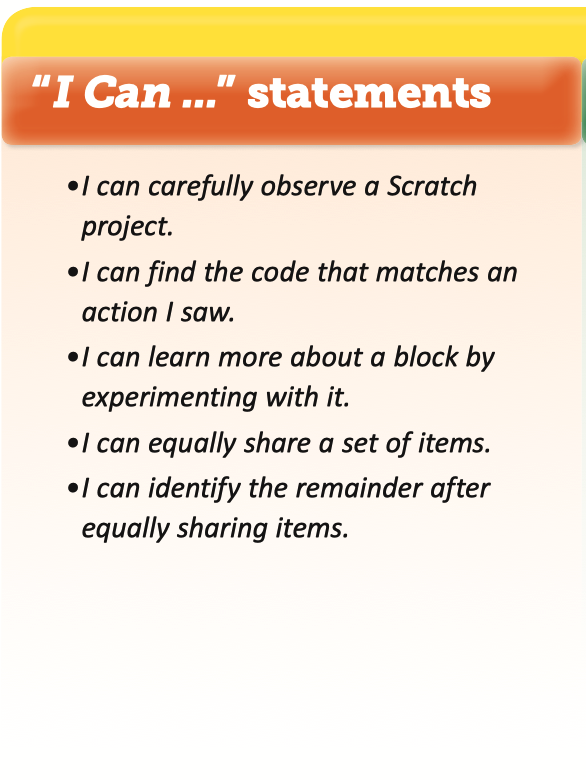 “I Can ...” statements
•I can carefully observe a Scratch
project.
•I can find the code that matches an
action I saw.
•I can learn more about a block by
experimenting with it.
•I can equally share a set of items.
•I can identify the remainder after
equally sharing items.